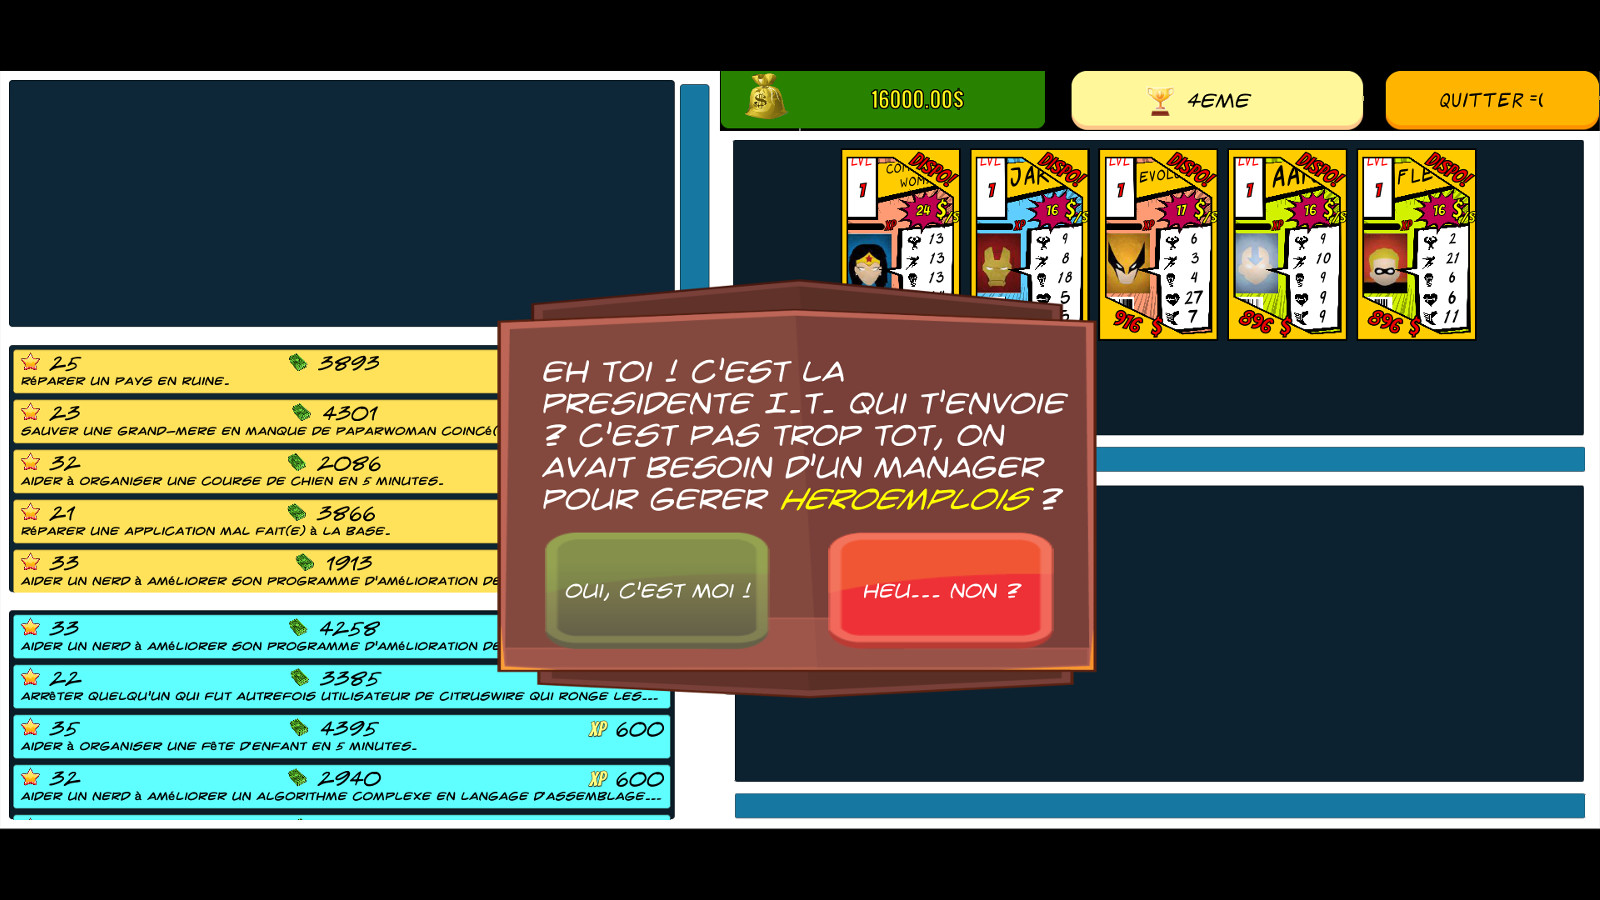 16000.00$
4EME
QUITTER =(
LVL
1
DISPO!
24 $/s
XP
13
13
13
LVL
1
DISPO!
16 $/s
XP
9
8
18
5
LVL
1
DISPO!
17 $/s
XP
6
3
4
27
7
916 $
LVL
1
DISPO!
16 $/s
XP
9
10
9
9
9
896 $
LVL
1
DISPO!
16 $/s
XP
2
21
6
6
11
896 $
EH TOI ! C'EST LA
PRESIDENTE I.T. QUI T'ENVOIE
? C'EST PAS TROP TOT, ON
AVAIT BESOIN D'UN MANAGER
POUR GERER HEROEMPLOIS ?
OUI, C'EST MOI !
HEU... NON ?
25 3893
RéPARER UN PAYS EN RUINE.
23 4301
SAUVER UNE GRAND-MERE EN MANQUE DE PAPARWOMAN COINCé(
32 2086
AIDER à ORGANISER UNE COURSE DE CHIEN EN 5 MINUTES.
21 3866
RéPARER UNE APPLICATION MAL FAIT(E) à LA BASE.
33 1913
AIDER UN NERD à AMéLIORER SON PROGRAMME D'AMéLIORATION DE
33 4258
AIDER UN NERD à AMéLIORER SON PROGRAMME D'AMéLIORATION DE
22 3385
ARRêTER QUELQU'UN QUI FUT AUTREFOIS UTILISATEUR DE CITRUSWIRE QUI RONGE LES...
35 4395 XP 600
AIDER à ORGANISER UNE FêTE D'ENFANT EN 5 MINUTES.
32 2940 XP 600
AIDER UN NERD à AMéLIORER UN ALGORITHME COMPLEXE EN LANGAGE D'ASSEMBLAGE...